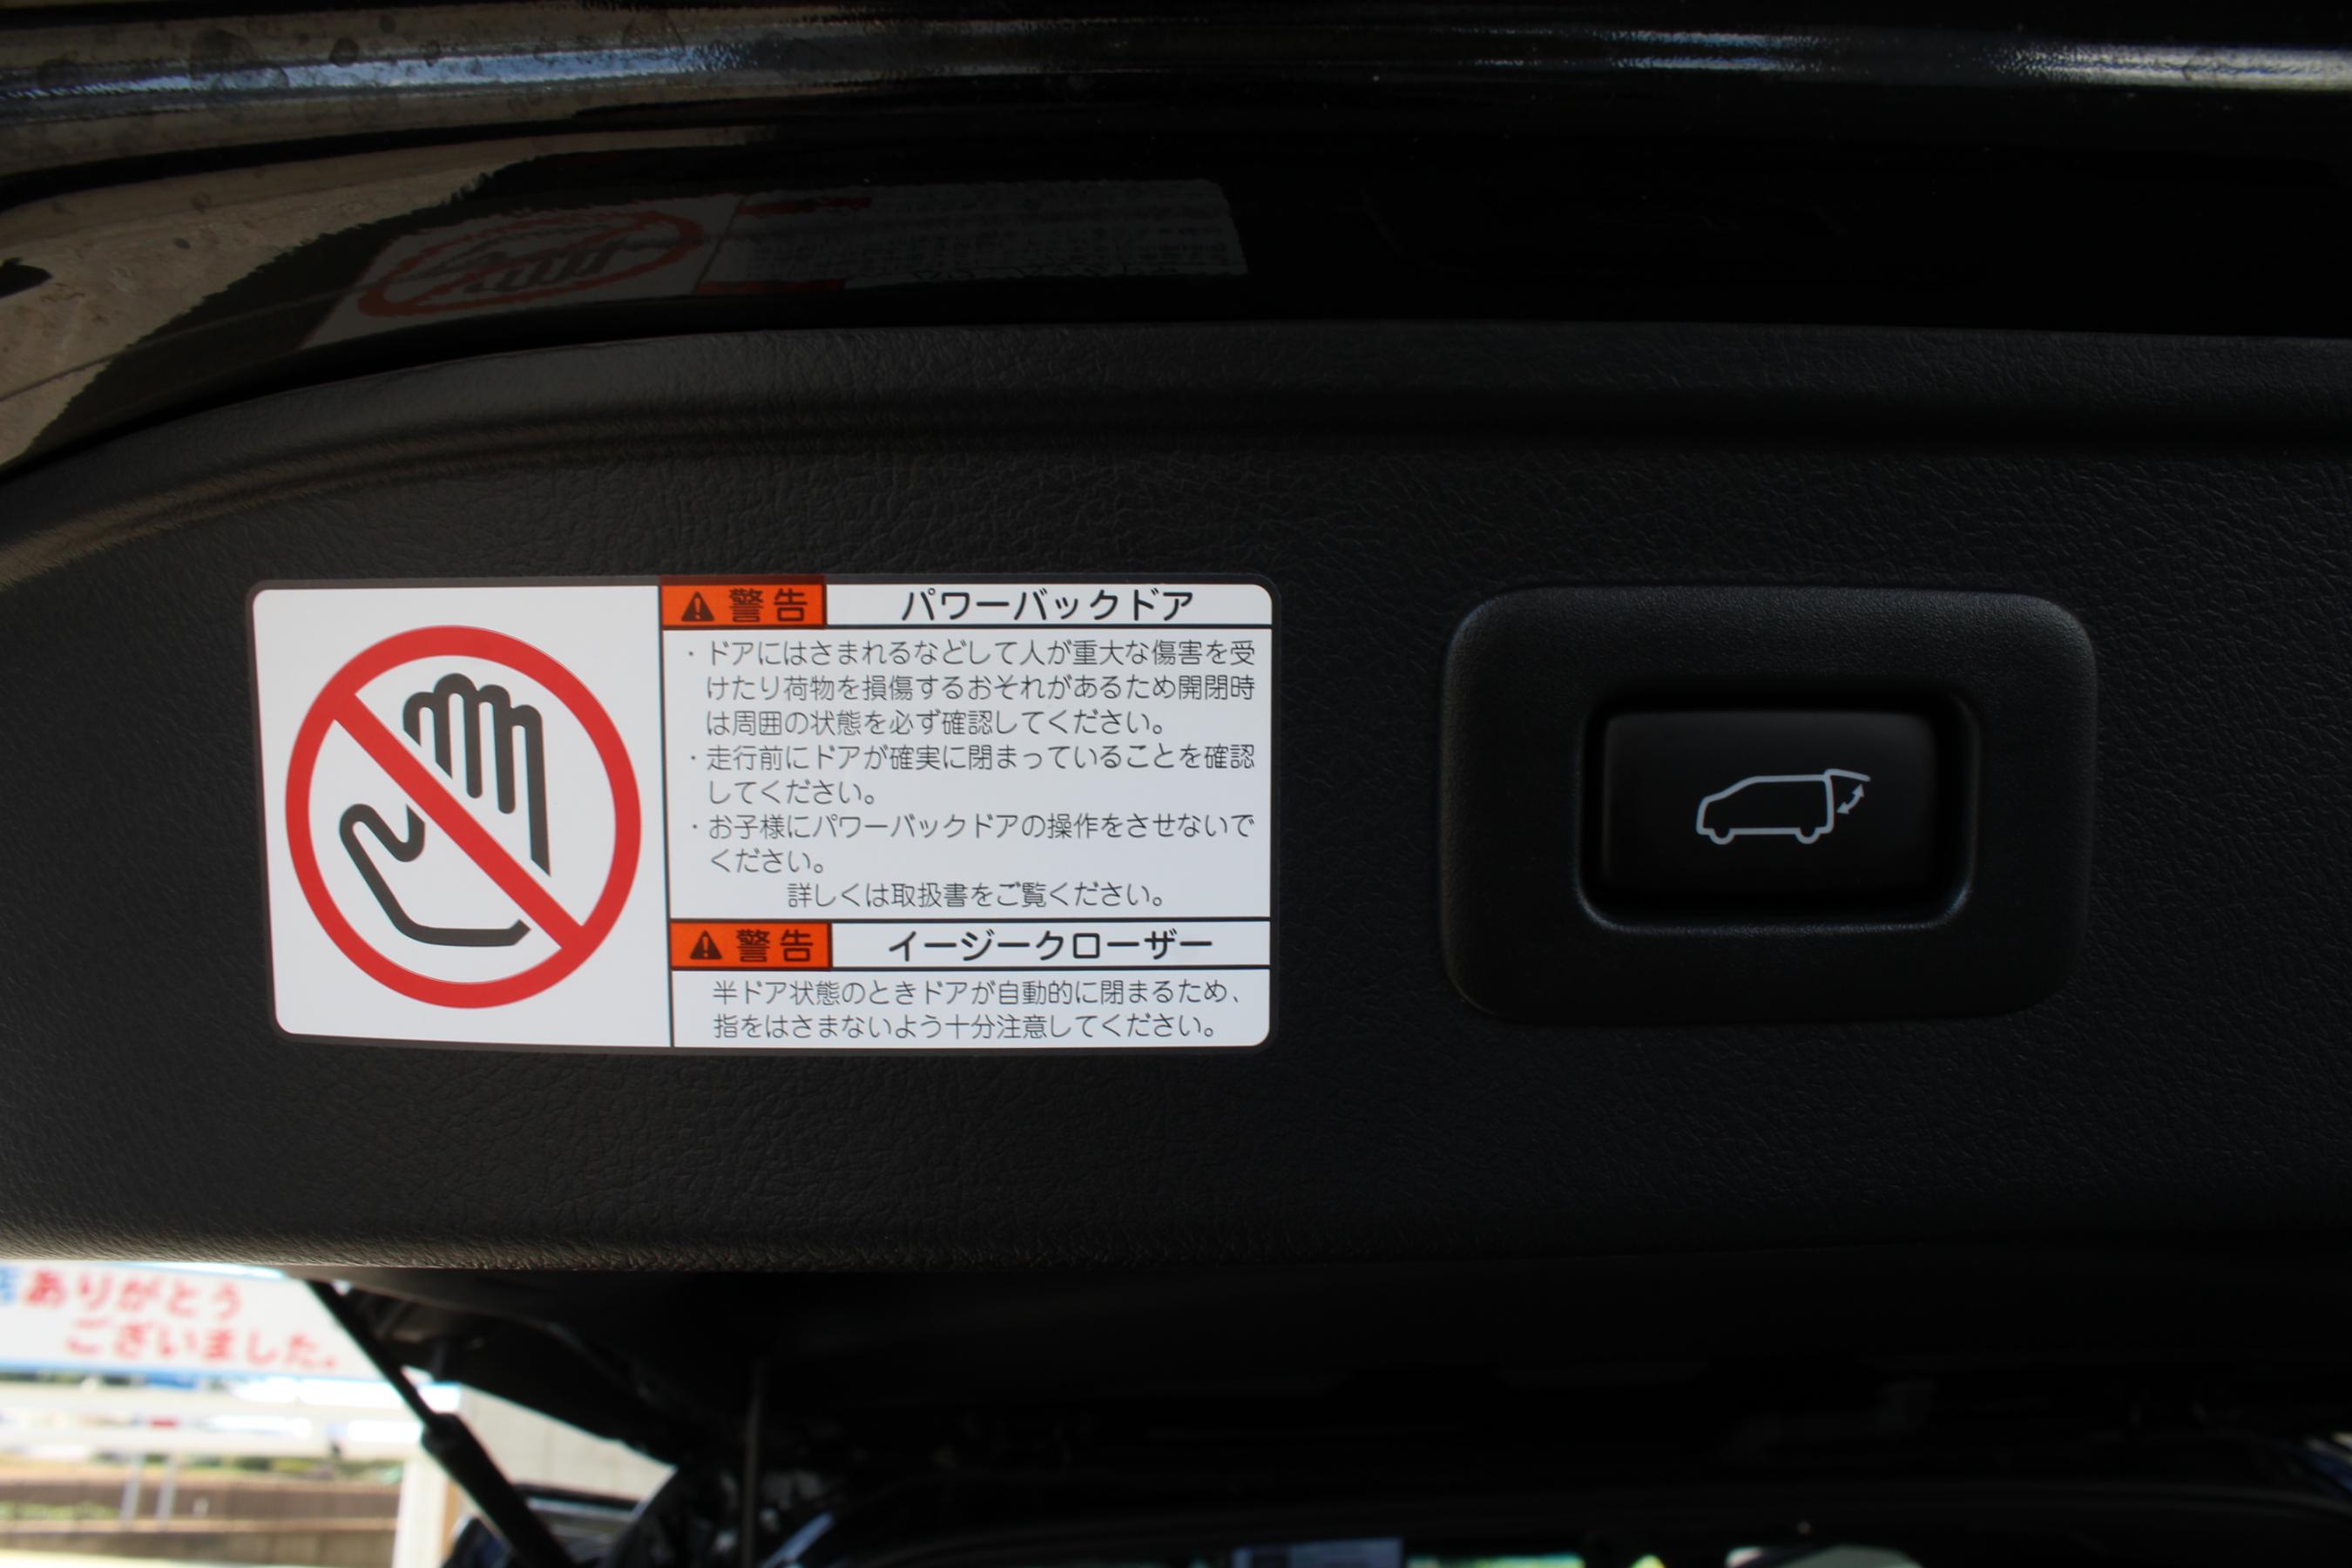 警告 パワーバックドア
・ドアにはさまれるなどして人が重大な傷害を受
けたり荷物を損傷するおそれがあるため開閉時
は周囲の状態を必ず確認してください。
・走行前にドアが確実に閉まっていることを確認
してください。
・お子様にパワーバックドアの操作をさせないで
ください。
詳しくは取扱書をご覧ください。
警告 イージークローザー
半ドア状態のときドアが自動的に閉まるため、
指をはさまないよう十分注意してください。
ありがとう
ございました。